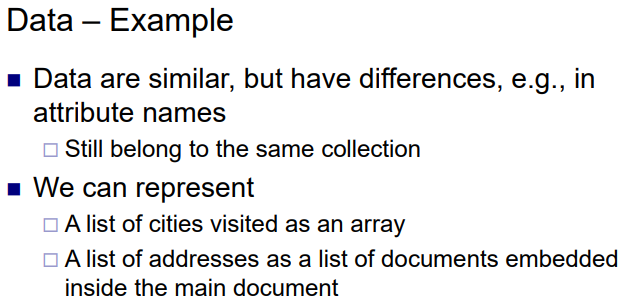 Data – Example
Data are similar, but have differences, e.g., in
attribute names
Still belong to the same collection
We can represent
A list of cities visited as an array
A list of addresses as a list of documents embedded
inside the main document